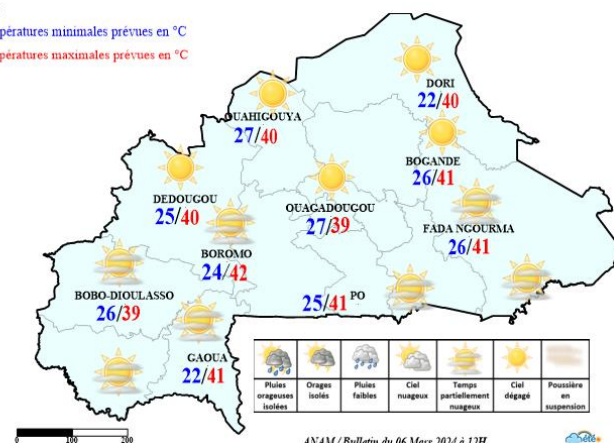 pératures minimales prévues en °C
pératures maximales prévues en °C
DORI
22/40
OUAHIGOUYA
27/40
BOGANDE
26/41
DEDOUGOU
25/40
OUAGADOUGOU
27/39
FADA NGOURMA
26/41
BOROMO
24/42
BOBO-DIOULASSO
26/39
25/41 PO
GAOUA
22/41
Pluies orageuses isolées
Orages isolés
Pluies faibles
Ciel nuageux
Temps partiellement nuageux
Ciel dégagé
Poussière en suspension
0 100 200
ANAM / Bulletin du 06 Mars 2024 à 12H
été